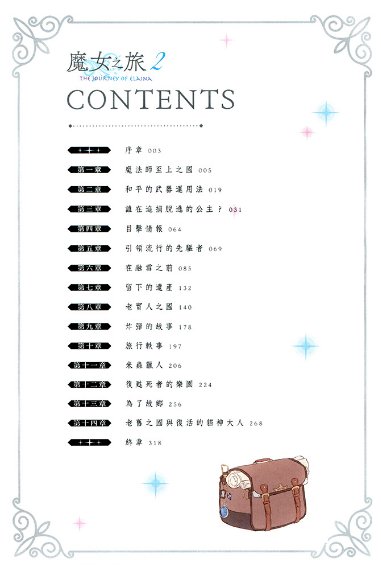 魔女之旅 2
THE JOURNEY OF ELAINA
CONTENTS
序章 003
第一章 魔法師至上之國 005
第二章 和平的武器運用法 019
第三章 誰在追捕脫逃的公主？ 031
第四章 目擊情報 064
第五章 引領流行的先驅者 069
第六章 在融雪之前 085
第七章 留下的遺產 132
第八章 老實人之國 140
第九章 炸彈的故事 178
第十章 旅行軼事 197
第十一章 米蟲獵人 206
第十二章 復甦死者的樂園 224
第十三章 為了故鄉 256
第十四章 老舊之國與復活的貓神大人 268
終章 318